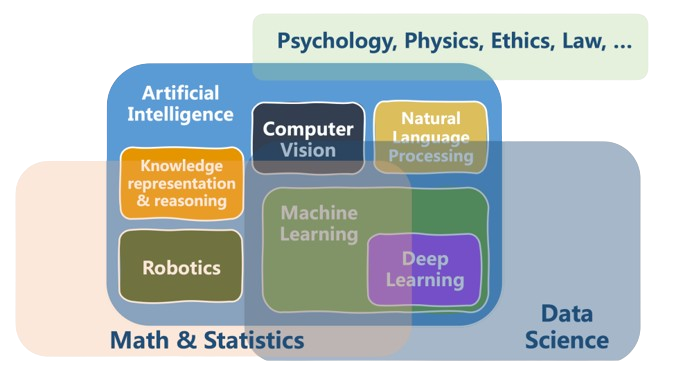 Psychology, Physics, Ethics, Law, ...
Artificial
Intelligence
Computer
Vision
Natural
Language
Processing
Knowledge
representation
& reasoning
Machine
Learning
Robotics
Deep
Learning
Data
Science
Math & Statistics